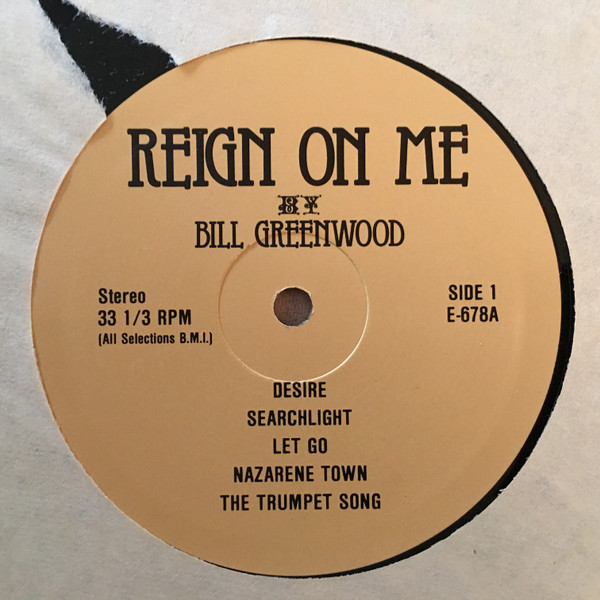 REIGN ON ME
BY
BILL GREENWOOD
Stereo
33 1/3 RPM
(All Selections B.M.I.)
SIDE 1
E-678A
DESIRE
SEARCHLIGHT
LET GO
NAZARENE TOWN
THE TRUMPET SONG